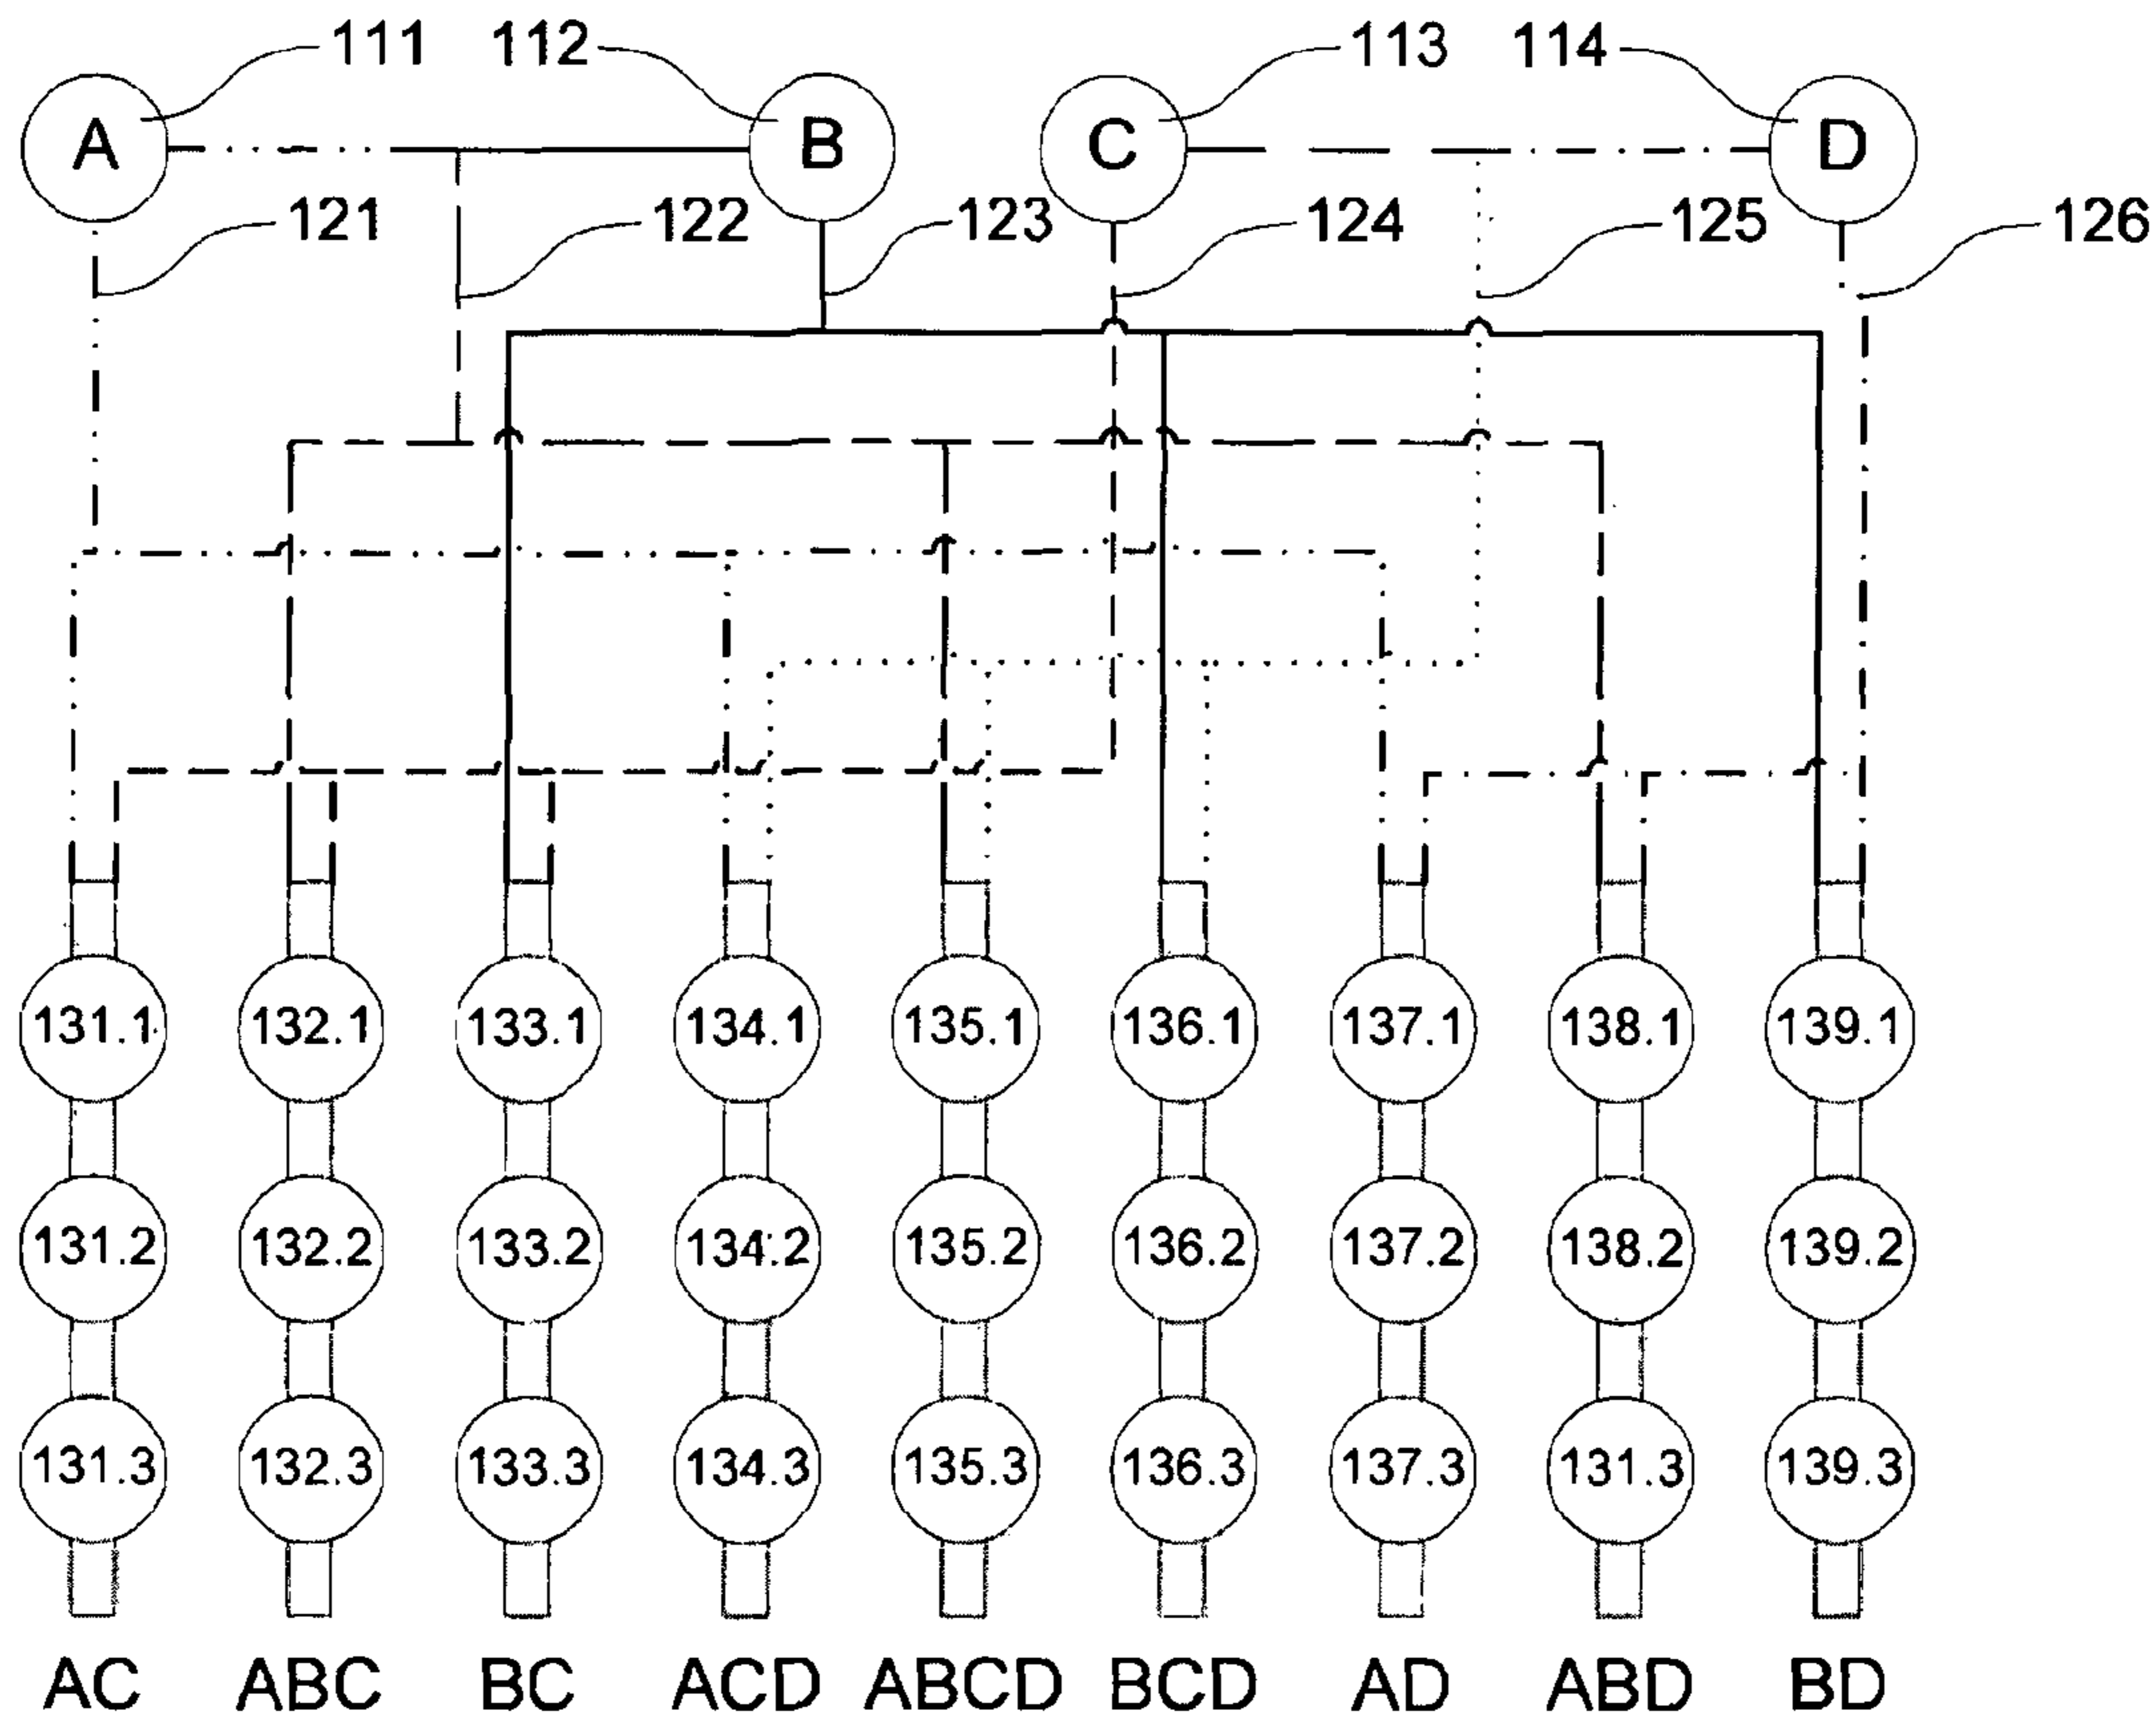 111 112 113 114
A B C D
121 122 123 124 125 126
131.1 132.1 133.1 134.1 135.1 136.1 137.1 138.1 139.1
131.2 132.2 133.2 134.2 135.2 136.2 137.2 138.2 139.2
131.3 132.3 133.3 134.3 135.3 136.3 137.3 131.3 139.3
AC ABC BC ACD ABCD BCD AD ABD BD